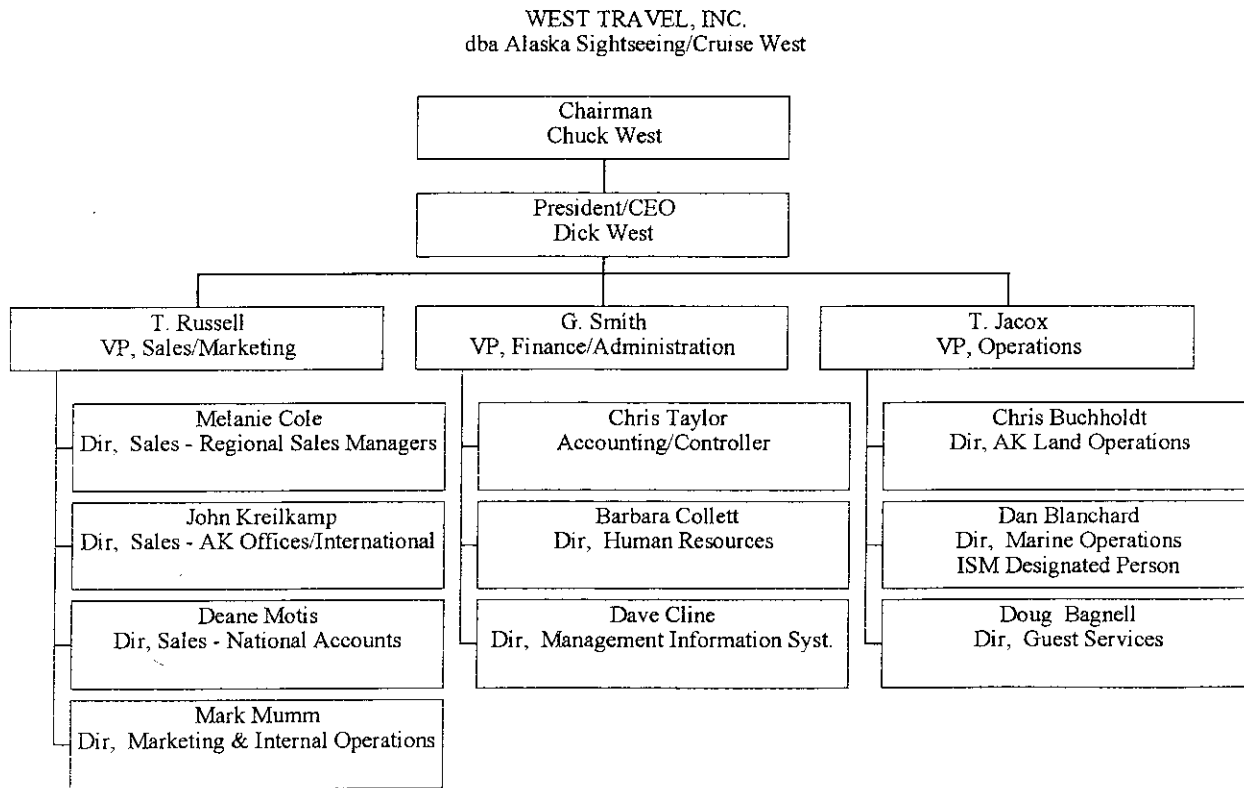 WEST TRAVEL, INC.
dba Alaska Sightseeing/Cruise West
Chairman
Chuck West
President/CEO
Dick West
T. Russell
VP, Sales/Marketing
G. Smith
VP, Finance/Administration
T. Jacox
VP, Operations
Melanie Cole
Dir, Sales - Regional Sales Managers
John Kreilkamp
Dir, Sales - AK Offices/International
Deane Motis
Dir, Sales - National Accounts
Mark Mumm
Dir, Marketing & Internal Operations
Chris Taylor
Accounting/Controller
Barbara Collett
Dir, Human Resources
Dave Cline
Dir, Management Information Syst.
Chris Buchholdt
Dir, AK Land Operations
Dan Blanchard
Dir, Marine Operations
ISM Designated Person
Doug Bagnell
Dir, Guest Services